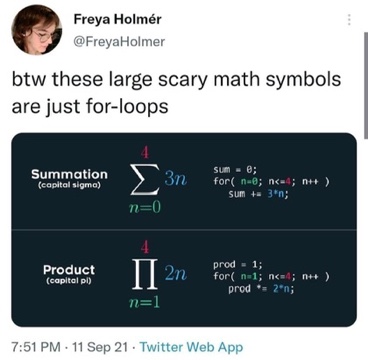 Freya Holmér
@FreyaHolmer
btw these large scary math symbols
are just for-loops
Summation
(capital sigma)
4
∑ 3n
n=0
sum = 0;
for( n=0; n<=4; n++ )
sum += 3*n;
Product
(capital pi)
4
∏ 2n
n=1
prod = 1;
for( n=1; n<=4; n++ )
prod *= 2*n;
7:51 PM · 11 Sep 21 · Twitter Web App